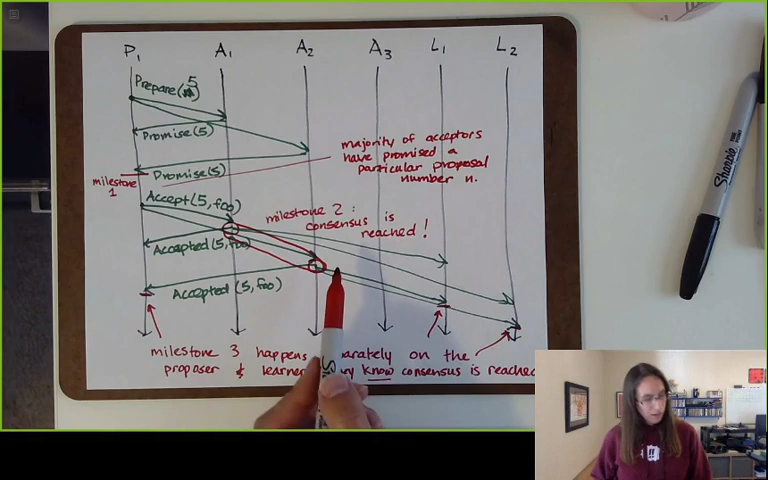 P1 A1 A2 A3 L1 L2
Prepare(5)
Promise(5)
majority of acceptors
have promised a
particular proposal
number n.
Promise(5)
milestone
1
Accept(5,foo)
milestone 2:
consensus is
reached!
Accepted(5,foo)
Accepted(5,foo)
milestone 3 happens on the
proposer & know consensus is reached
Sharpie
!!